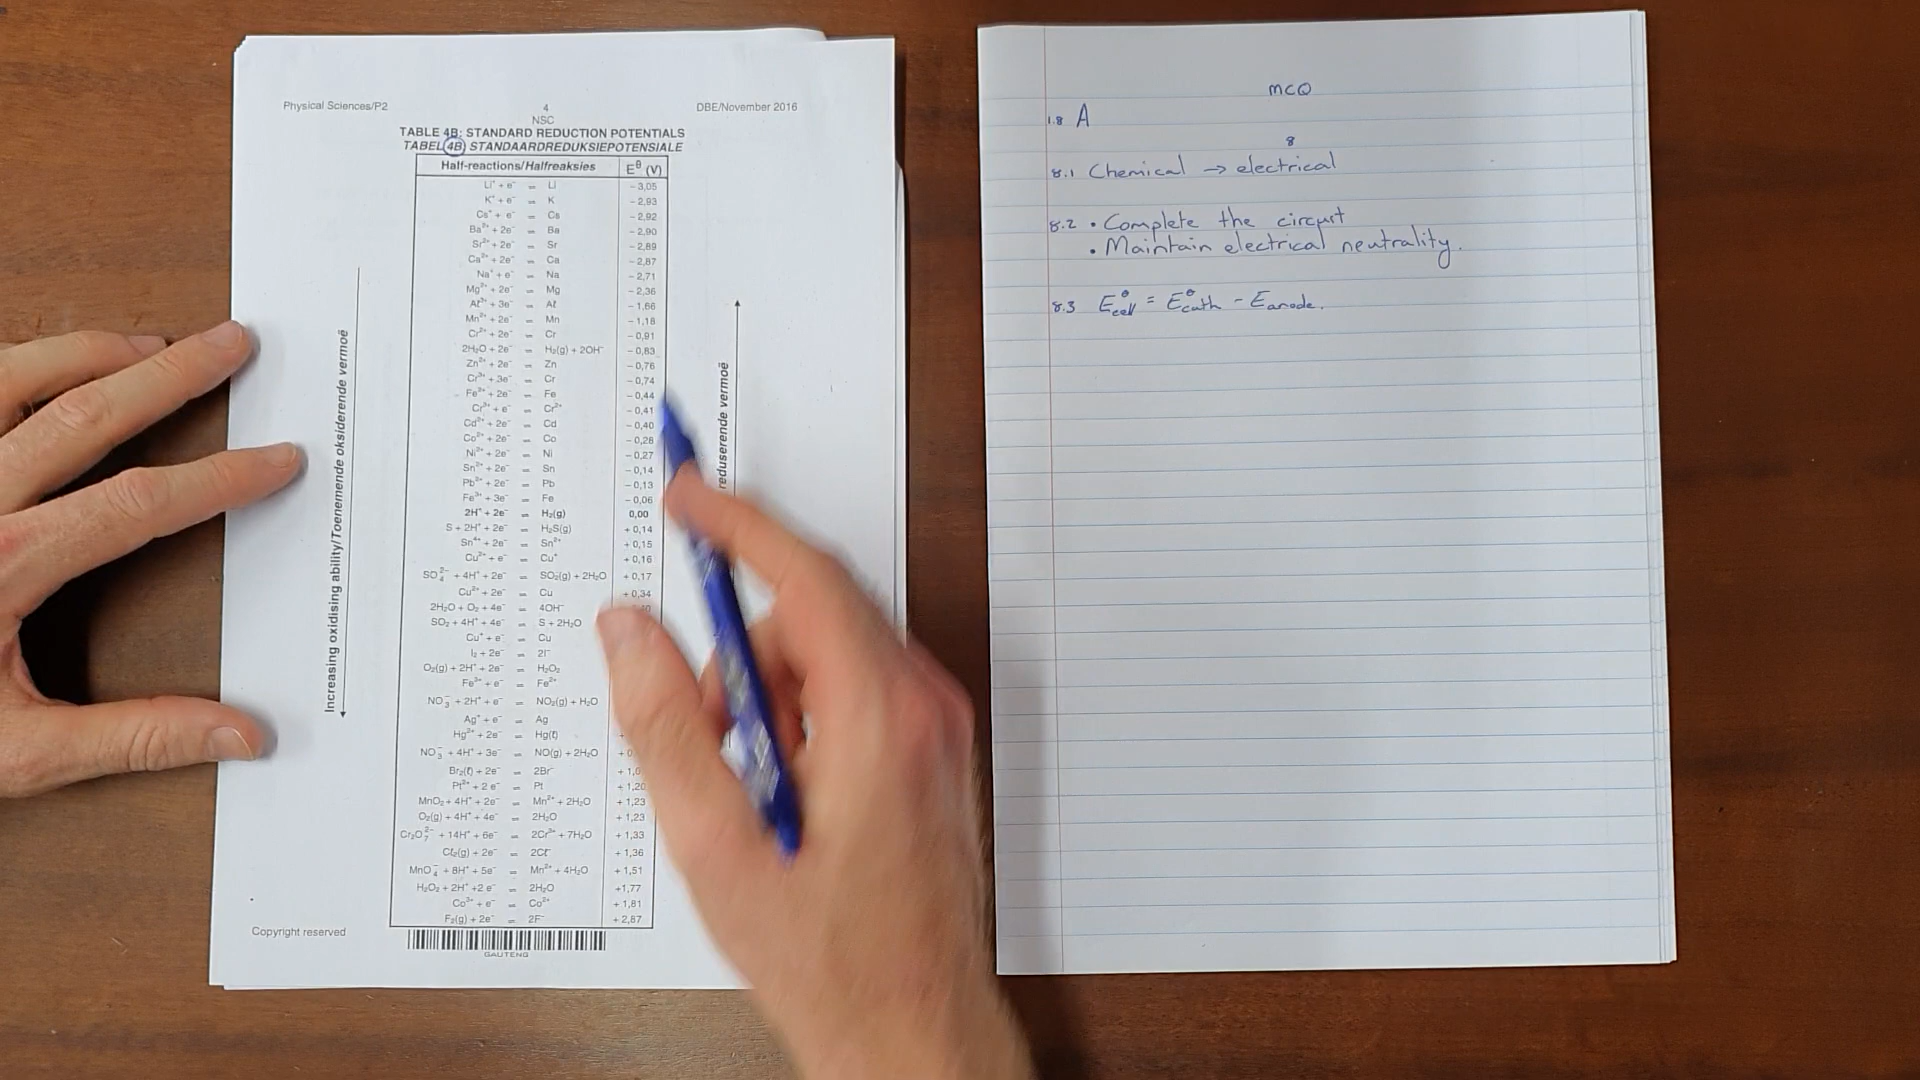 Physical Sciences/P2
4
DBE/November 2016
NSC
TABLE 4B: STANDARD REDUCTION POTENTIALS
TABEL 4B: STANDAARDREDUKSIEPOTENSIALE
Half-reactions/Halfreaksies E⁰ (V)
Li⁺ + e⁻ = Li − 3,05
K⁺ + e⁻ = K − 2,93
Cs⁺ + e⁻ = Cs − 2,92
Ba²⁺ + 2e⁻ = Ba − 2,90
Sr²⁺ + 2e⁻ = Sr − 2,89
Ca²⁺ + 2e⁻ = Ca − 2,87
Na⁺ + e⁻ = Na − 2,71
Mg²⁺ + 2e⁻ = Mg − 2,36
Aℓ³⁺ + 3e⁻ = Aℓ − 1,66
Mn²⁺ + 2e⁻ = Mn − 1,18
Cr²⁺ + 2e⁻ = Cr − 0,91
2H₂O + 2e⁻ = H₂(g) + 2OH⁻ − 0,83
Zn²⁺ + 2e⁻ = Zn − 0,76
Cr³⁺ + 3e⁻ = Cr − 0,74
Fe²⁺ + 2e⁻ = Fe − 0,44
Cr³⁺ + e⁻ = Cr²⁺ − 0,41
Cd²⁺ + 2e⁻ = Cd − 0,40
Co²⁺ + 2e⁻ = Co − 0,28
Ni²⁺ + 2e⁻ = Ni − 0,27
Sn²⁺ + 2e⁻ = Sn − 0,14
Pb²⁺ + 2e⁻ = Pb − 0,13
Fe³⁺ + 3e⁻ = Fe − 0,06
2H⁺ + 2e⁻ = H₂(g) 0,00
S + 2H⁺ + 2e⁻ = H₂S(g) + 0,14
Sn⁴⁺ + 2e⁻ = Sn²⁺ + 0,15
Cu²⁺ + e⁻ = Cu⁺ + 0,16
SO₄²⁻ + 4H⁺ + 2e⁻ = SO₂(g) + 2H₂O + 0,17
Cu²⁺ + 2e⁻ = Cu + 0,34
2H₂O + O₂ + 4e⁻ = 4OH⁻
SO₂ + 4H⁺ + 4e⁻ = S + 2H₂O
Cu⁺ + e⁻ = Cu
I₂ + 2e⁻ = 2I⁻
O₂(g) + 2H⁺ + 2e⁻ = H₂O₂
Fe³⁺ + e⁻ = Fe²⁺
NO₃⁻ + 2H⁺ + e⁻ = NO₂(g) + H₂O
Ag⁺ + e⁻ = Ag
Hg²⁺ + 2e⁻ = Hg(ℓ) +
NO₃⁻ + 4H⁺ + 3e⁻ = NO(g) + 2H₂O + 0
Br₂(ℓ) + 2e⁻ = 2Br⁻ + 1,0
Pt²⁺ + 2 e⁻ = Pt + 1,20
MnO₂ + 4H⁺ + 2e⁻ = Mn²⁺ + 2H₂O + 1,23
O₂(g) + 4H⁺ + 4e⁻ = 2H₂O + 1,23
Cr₂O₇²⁻ + 14H⁺ + 6e⁻ = 2Cr³⁺ + 7H₂O + 1,33
Cℓ₂(g) + 2e⁻ = 2Cℓ⁻ + 1,36
MnO₄⁻ + 8H⁺ + 5e⁻ = Mn²⁺ + 4H₂O + 1,51
H₂O₂ + 2H⁺ +2 e⁻ = 2H₂O +1,77
Co³⁺ + e⁻ = Co²⁺ + 1,81
F₂(g) + 2e⁻ = 2F⁻ + 2,87
Increasing oxidising ability/Toenemende oksiderende vermoë
reduserende vermoë
Copyright reserved
GAUTENG
MCQ
1.8 A
8
8.1 Chemical → electrical
8.2 • Complete the circuit
• Maintain electrical neutrality.
8.3 E⁰cell = E⁰cath - Eanode.